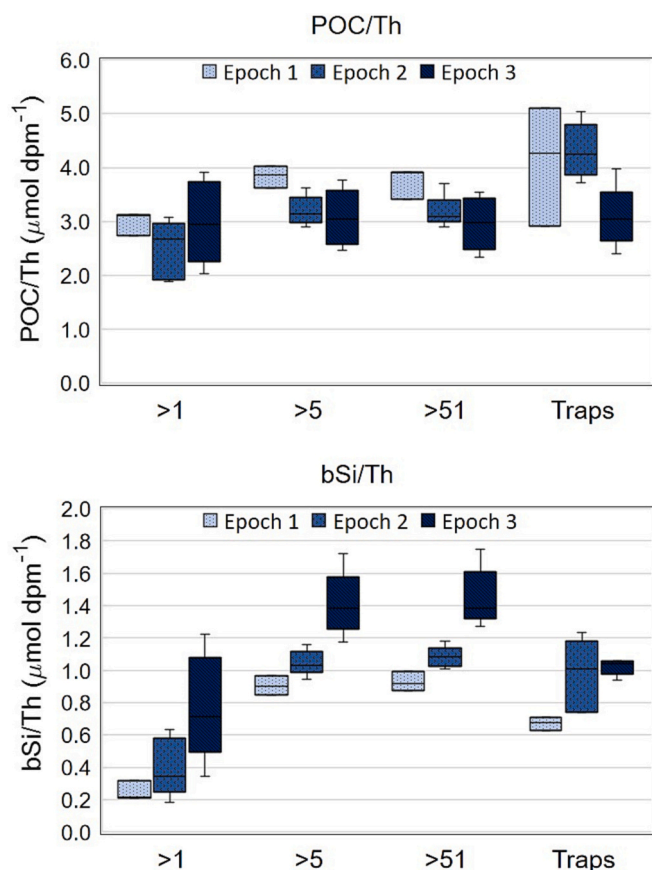 POC/Th
Epoch 1 Epoch 2 Epoch 3
POC/Th (µmol dpm⁻¹)
6.0
5.0
4.0
3.0
2.0
1.0
0.0
>1 >5 >51 Traps
bSi/Th
Epoch 1 Epoch 2 Epoch 3
bSi/Th (µmol dpm⁻¹)
2.0
1.8
1.6
1.4
1.2
1.0
0.8
0.6
0.4
0.2
0.0
>1 >5 >51 Traps